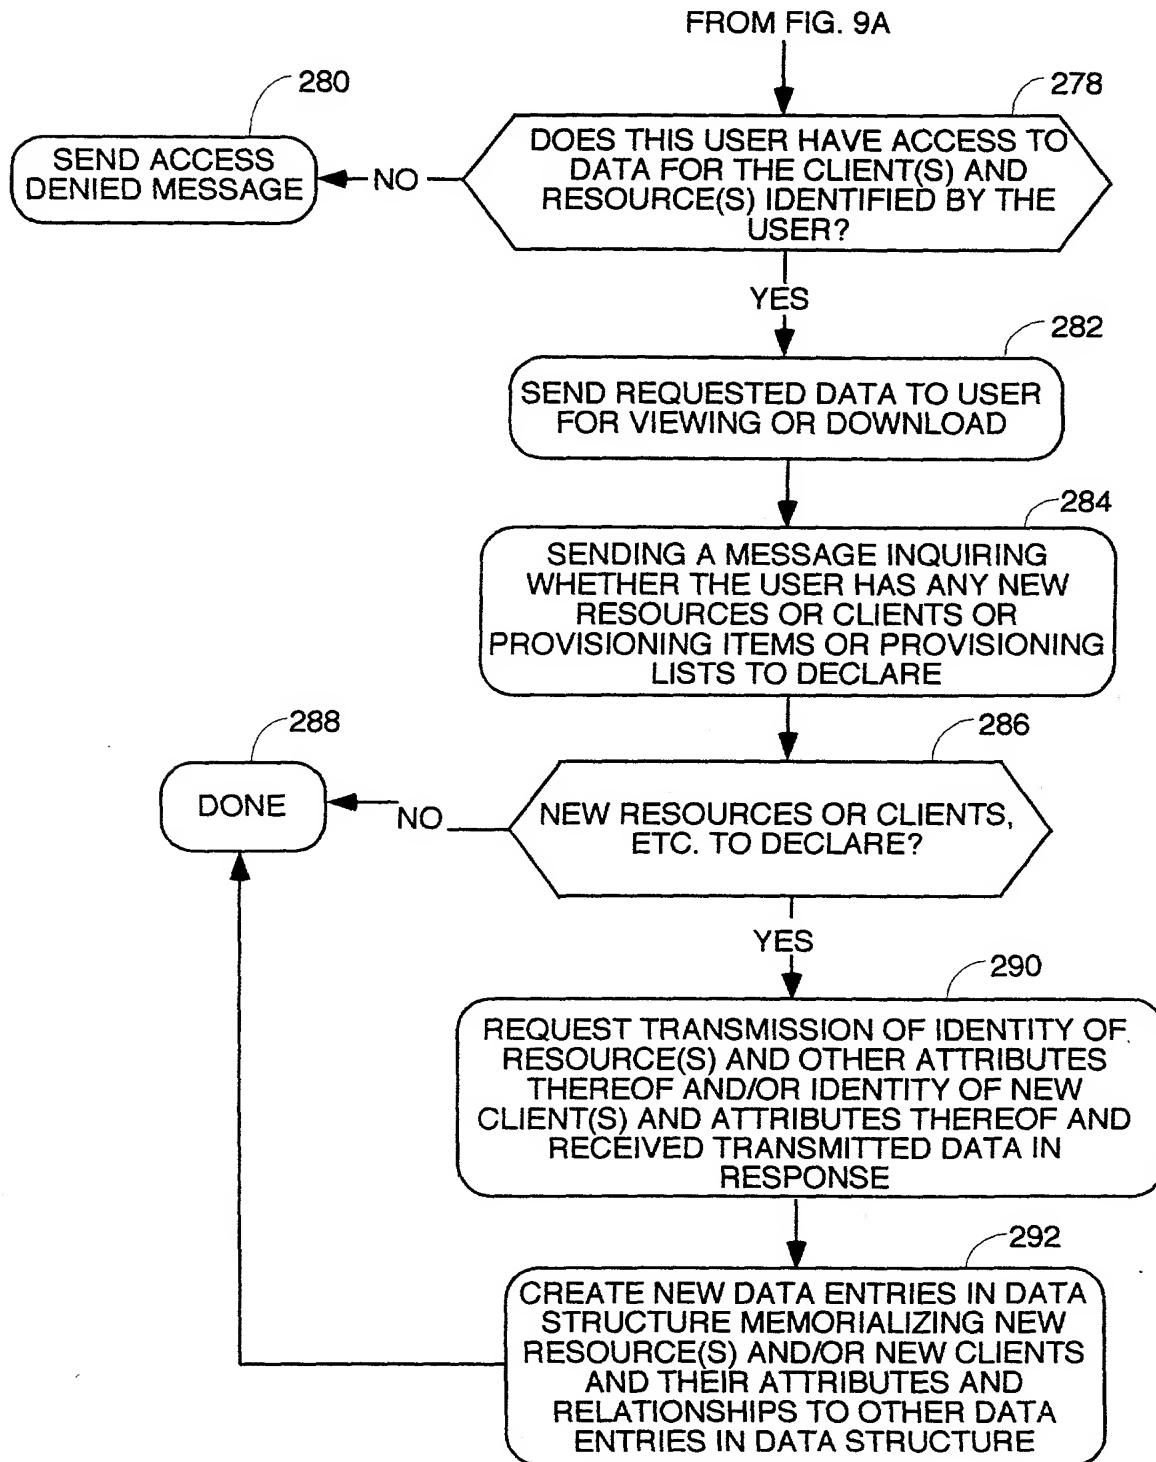 FROM FIG. 9A
280
278
SEND ACCESS
DENIED MESSAGE
NO
DOES THIS USER HAVE ACCESS TO
DATA FOR THE CLIENT(S) AND
RESOURCE(S) IDENTIFIED BY THE
USER?
YES
282
SEND REQUESTED DATA TO USER
FOR VIEWING OR DOWNLOAD
284
SENDING A MESSAGE INQUIRING
WHETHER THE USER HAS ANY NEW
RESOURCES OR CLIENTS OR
PROVISIONING ITEMS OR PROVISIONING
LISTS TO DECLARE
288
286
DONE
NO
NEW RESOURCES OR CLIENTS,
ETC. TO DECLARE?
YES
290
REQUEST TRANSMISSION OF IDENTITY OF
RESOURCE(S) AND OTHER ATTRIBUTES
THEREOF AND/OR IDENTITY OF NEW
CLIENT(S) AND ATTRIBUTES THEREOF AND
RECEIVED TRANSMITTED DATA IN
RESPONSE
292
CREATE NEW DATA ENTRIES IN DATA
STRUCTURE MEMORIALIZING NEW
RESOURCE(S) AND/OR NEW CLIENTS
AND THEIR ATTRIBUTES AND
RELATIONSHIPS TO OTHER DATA
ENTRIES IN DATA STRUCTURE